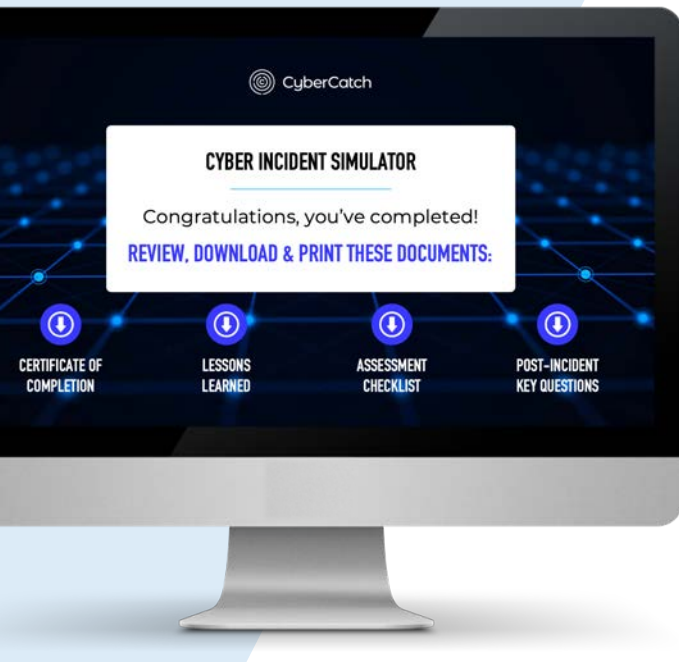 CyberCatch
CYBER INCIDENT SIMULATOR
Congratulations, you've completed!
REVIEW, DOWNLOAD & PRINT THESE DOCUMENTS:
CERTIFICATE OF
COMPLETION
LESSONS
LEARNED
ASSESSMENT
CHECKLIST
POST-INCIDENT
KEY QUESTIONS